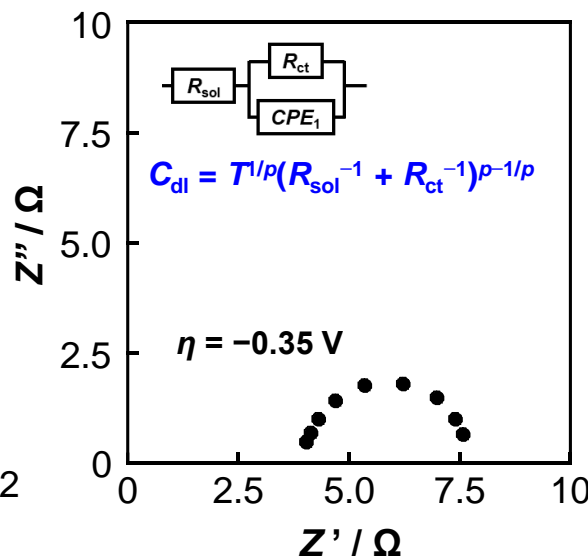 10
7.5
5.0
2.5
0
Z'' / Ω
R_ct
R_sol
CPE_1
C_dl = T^{1/p}(R_sol^{−1} + R_ct^{−1})^{p−1/p}
η = −0.35 V
2
0 2.5 5.0 7.5 10
Z' / Ω